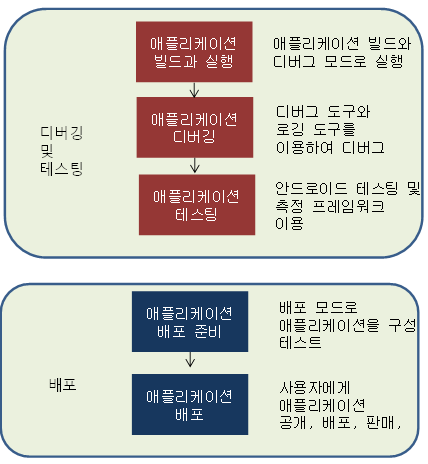 애플리케이션
빌드과 실행
애플리케이션 빌드와
디버그 모드로 실행
디버깅
및
테스팅
애플리케이션
디버깅
디버그 도구와
로깅 도구를
이용하여 디버그
애플리케이션
테스팅
안드로이드 테스팅 및
측정 프레임워크
이용
애플리케이션
배포 준비
배포 모드로
애플리케이션을 구성
테스트
배포
애플리케이션
배포
사용자에게
애플리케이션
공개, 배포, 판매,